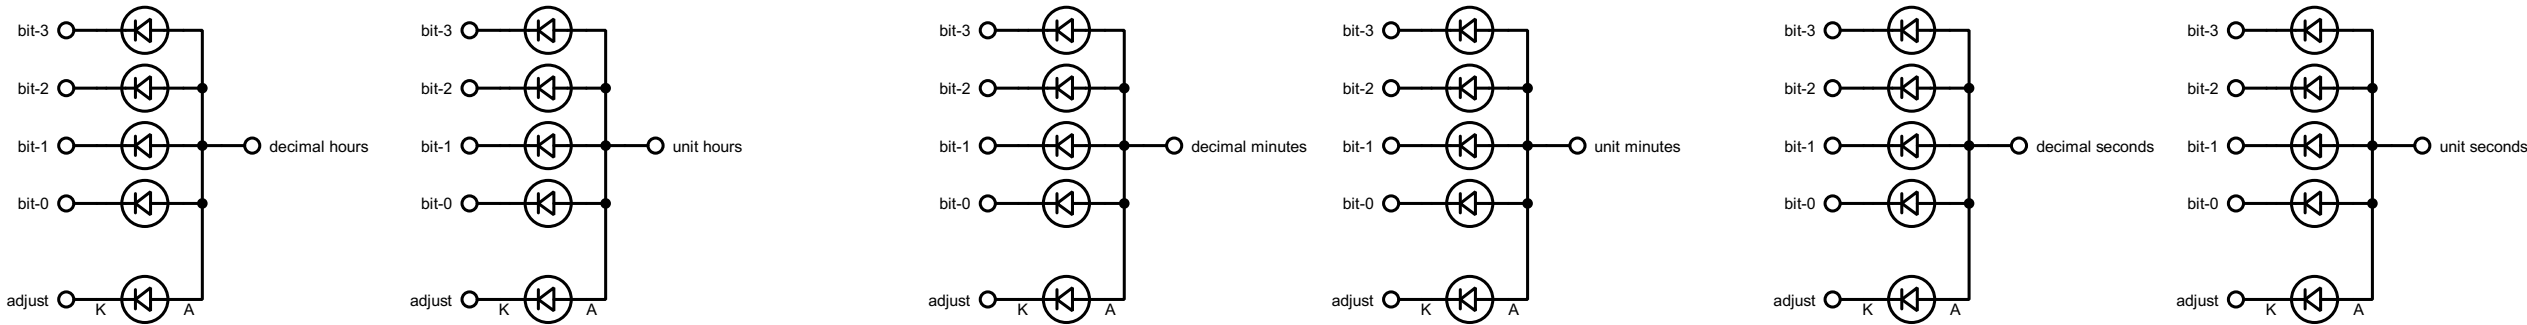 bit-3 bit-3 bit-3 bit-3 bit-3 bit-3
bit-2 bit-2 bit-2 bit-2 bit-2 bit-2
bit-1 decimal hours bit-1 unit hours bit-1 decimal minutes bit-1 unit minutes bit-1 decimal seconds bit-1 unit seconds
bit-0 bit-0 bit-0 bit-0 bit-0 bit-0
adjust K A adjust K A adjust K A adjust K A adjust K A adjust K A